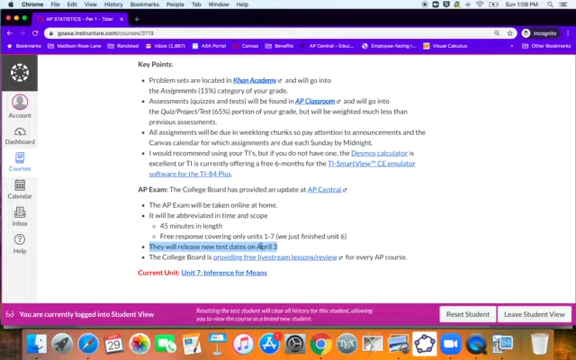 Chrome File Edit View History Bookmarks People Tab Window Help
Sun 1:09 PM
AP STATISTICS - Per 1 - Tolar
goasa.instructure.com/courses/3119
Incognito
Bookmarks Madison Rose Lane Randsted Inbox (2,867) ASA Portal Canvas Benefits AP Central - Educ... Employee-facing-r... Visual Calculus Other Bookmarks
Account
Dashboard
Courses
Calendar
Inbox
Help
Key Points:
• Problem sets are located in Khan Academy and will go into
the Assignments (15%) category of your grade.
• Assessments (quizzes and tests) will be found in AP Classroom and will go into
the Quiz/Project/Test (65%) portion of your grade, but will be weighted much less than
previous assessments.
• All assignments will be due in weeklong chunks so pay attention to announcements and the
Canvas calendar for which assignments are due each Sunday by Midnight.
• I would recommend using your TI's, but if you do not have one, the Desmos calculator is
excellent or TI is currently offering a free 6-months for the TI-SmartView™ CE emulator
software for the TI-84 Plus.
AP Exam: The College Board has provided an update at AP Central
• The AP Exam will be taken online at home.
• It will be abbreviated in time and scope
◦ 45 minutes in length
◦ Free response covering only units 1-7 (we just finished unit 6)
• They will release new test dates on April 3
• The College Board is providing free livestream lessons/review for every AP course.
Current Unit: Unit 7: Inference for Means
You are currently logged into Student View
Resetting the test student will clear all history for this student,
allowing you to view the course as a brand new student.
Reset Student
Leave Student View